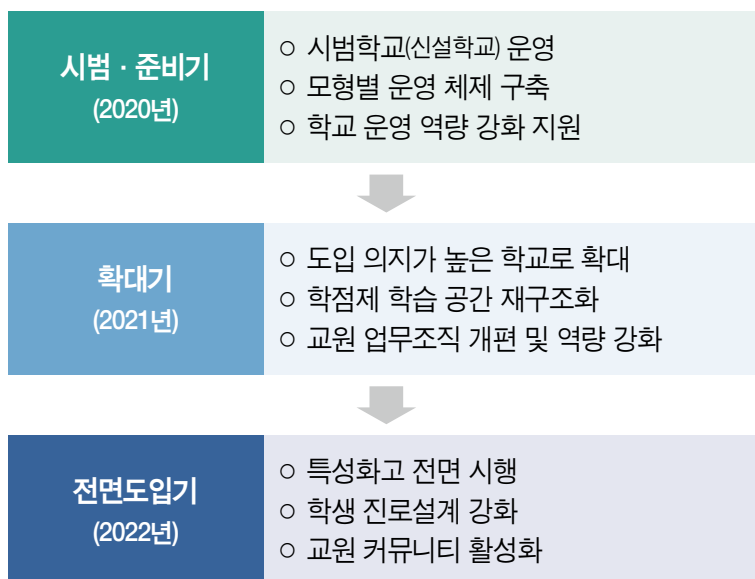 시범 · 준비기
(2020년)
○ 시범학교(신설학교) 운영
○ 모형별 운영 체제 구축
○ 학교 운영 역량 강화 지원
확대기
(2021년)
○ 도입 의지가 높은 학교로 확대
○ 학점제 학습 공간 재구조화
○ 교원 업무조직 개편 및 역량 강화
전면도입기
(2022년)
○ 특성화고 전면 시행
○ 학생 진로설계 강화
○ 교원 커뮤니티 활성화